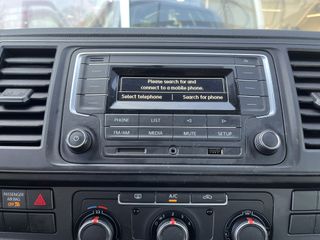 Please search for and
connect to a mobile phone.
Select telephone Search for phone
PHONE LIST
FM/AM MEDIA MUTE SETUP
PASSENGER
AIRBAG
OFF
A/C